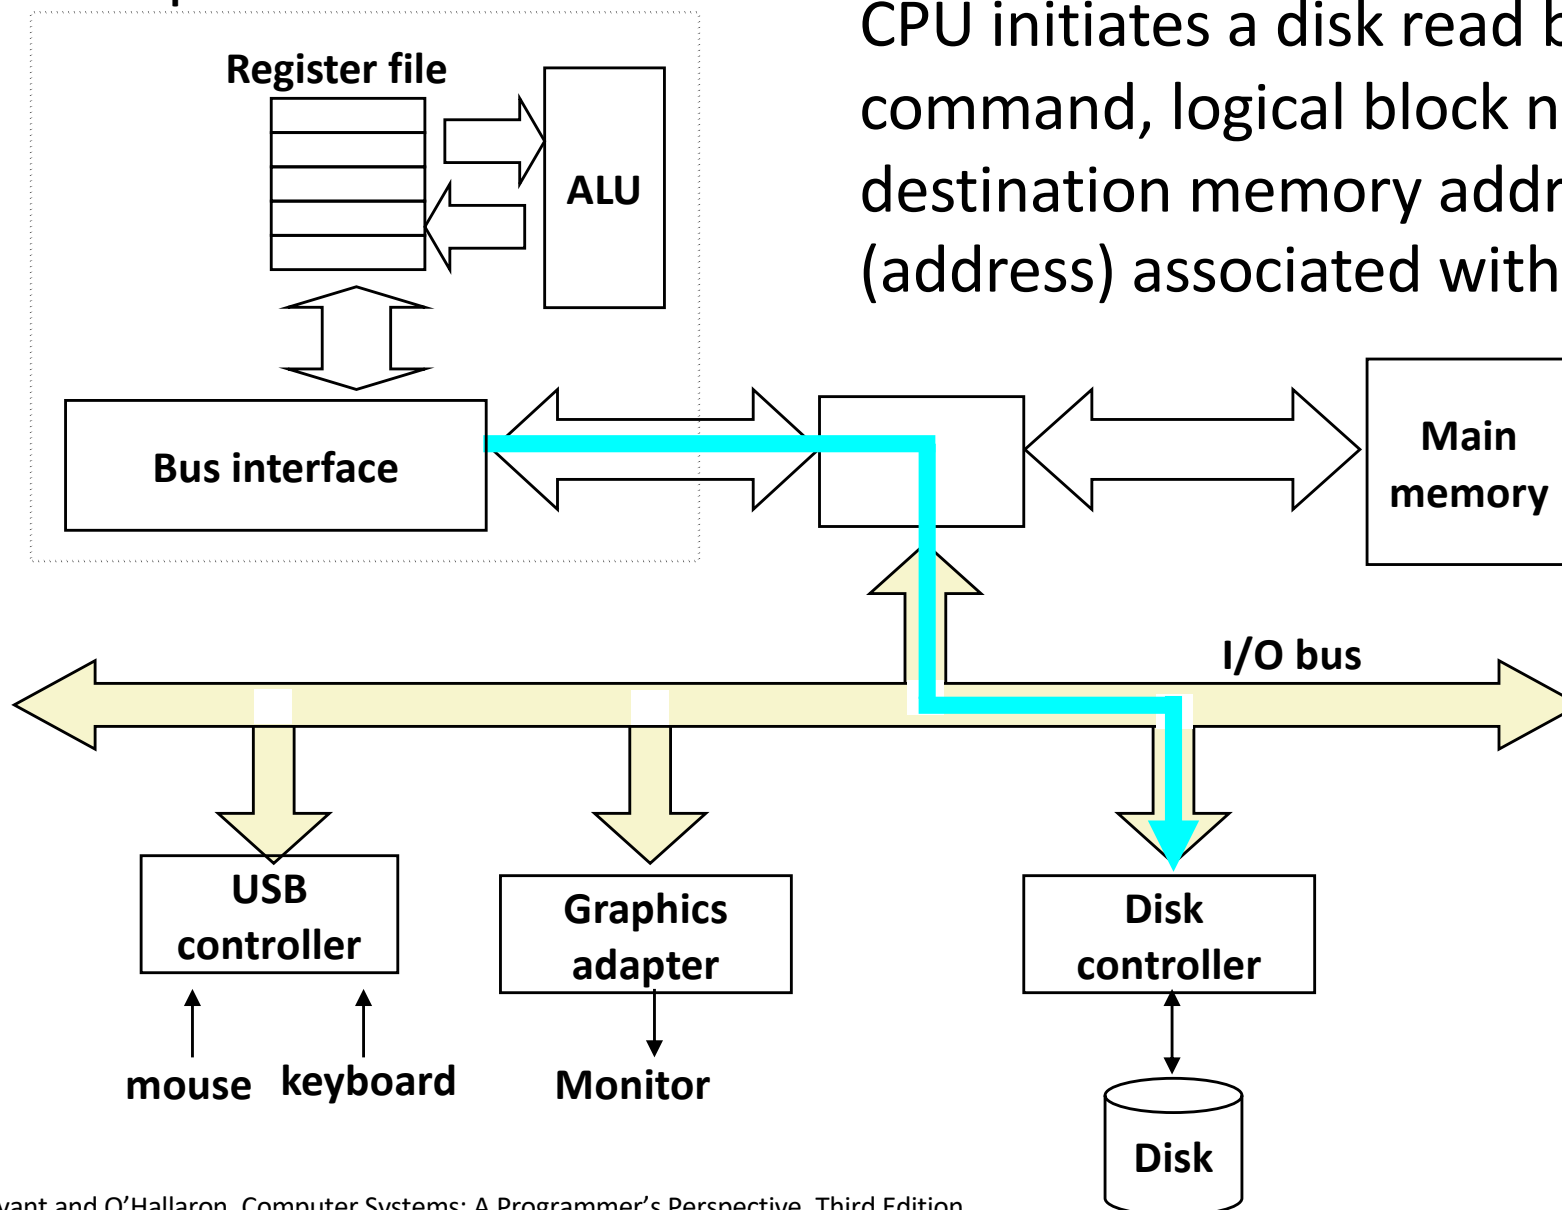 CPU initiates a disk read
command, logical block
destination memory
(address) associated with
Register file
ALU
Bus interface
Main
memory
I/O bus
USB
controller
Graphics
adapter
Disk
controller
mouse
keyboard
Monitor
Disk
and O'Hallaron, Computer Systems: A Programmer's Perspective, Third Edition